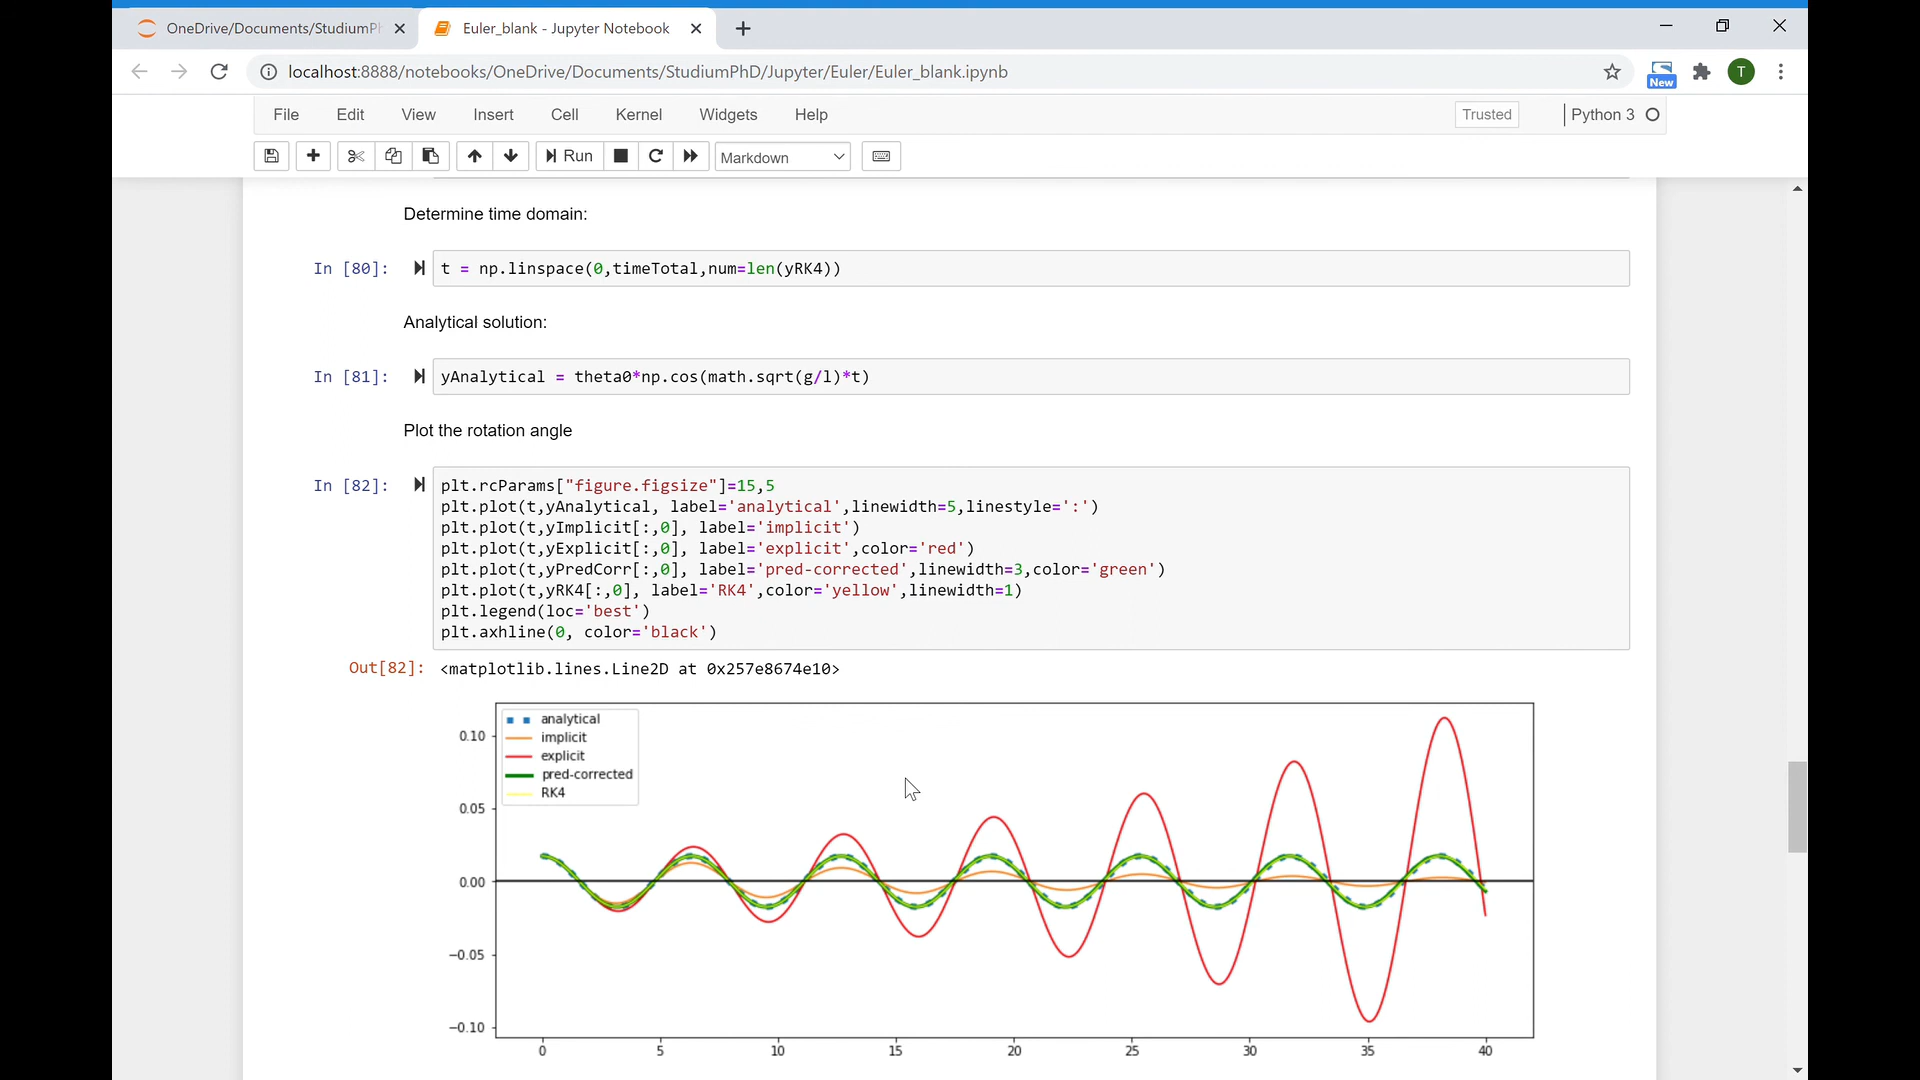 OneDrive/Documents/StudiumPh
Euler_blank - Jupyter Notebook
localhost:8888/notebooks/OneDrive/Documents/StudiumPhD/Jupyter/Euler/Euler_blank.ipynb
New
T
File Edit View Insert Cell Kernel Widgets Help
Trusted
Python 3
Run
Markdown
Determine time domain:
In [80]:
t = np.linspace(0,timeTotal,num=len(yRK4))
Analytical solution:
In [81]:
yAnalytical = theta0*np.cos(math.sqrt(g/l)*t)
Plot the rotation angle
In [82]:
plt.rcParams["figure.figsize"]=15,5
plt.plot(t,yAnalytical, label='analytical',linewidth=5,linestyle=':')
plt.plot(t,yImplicit[:,0], label='implicit')
plt.plot(t,yExplicit[:,0], label='explicit',color='red')
plt.plot(t,yPredCorr[:,0], label='pred-corrected',linewidth=3,color='green')
plt.plot(t,yRK4[:,0], label='RK4',color='yellow',linewidth=1)
plt.legend(loc='best')
plt.axhline(0, color='black')
Out[82]:
<matplotlib.lines.Line2D at 0x257e8674e10>
analytical
implicit
explicit
pred-corrected
RK4
0.10
0.05
0.00
−0.05
−0.10
0 5 10 15 20 25 30 35 40